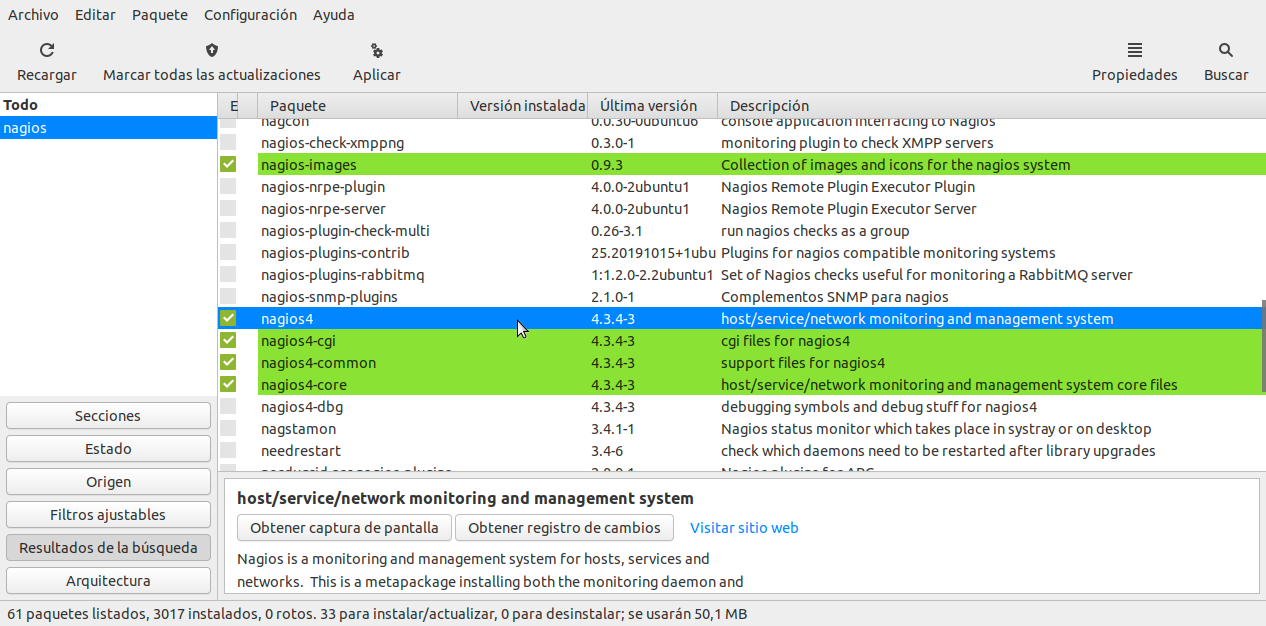 Archivo Editar Paquete Configuración Ayuda
Recargar Marcar todas las actualizaciones Aplicar Propiedades Buscar
Todo
nagios
E Paquete Versión instalada Última versión Descripción
nagcon 0.0.30-0ubuntu6 console application interfacing to Nagios
nagios-check-xmppng 0.3.0-1 monitoring plugin to check XMPP servers
nagios-images 0.9.3 Collection of images and icons for the nagios system
nagios-nrpe-plugin 4.0.0-2ubuntu1 Nagios Remote Plugin Executor Plugin
nagios-nrpe-server 4.0.0-2ubuntu1 Nagios Remote Plugin Executor Server
nagios-plugin-check-multi 0.26-3.1 run nagios checks as a group
nagios-plugins-contrib 25.20191015+1ubu Plugins for nagios compatible monitoring systems
nagios-plugins-rabbitmq 1:1.2.0-2.2ubuntu1 Set of Nagios checks useful for monitoring a RabbitMQ server
nagios-snmp-plugins 2.1.0-1 Complementos SNMP para nagios
nagios4 4.3.4-3 host/service/network monitoring and management system
nagios4-cgi 4.3.4-3 cgi files for nagios4
nagios4-common 4.3.4-3 support files for nagios4
nagios4-core 4.3.4-3 host/service/network monitoring and management system core files
nagios4-dbg 4.3.4-3 debugging symbols and debug stuff for nagios4
nagstamon 3.4.1-1 Nagios status monitor which takes place in systray or on desktop
needrestart 3.4-6 check which daemons need to be restarted after library upgrades
Secciones
Estado
Origen
Filtros ajustables
Resultados de la búsqueda
Arquitectura
host/service/network monitoring and management system
Obtener captura de pantalla Obtener registro de cambios Visitar sitio web
Nagios is a monitoring and management system for hosts, services and
networks. This is a metapackage installing both the monitoring daemon and
61 paquetes listados, 3017 instalados, 0 rotos. 33 para instalar/actualizar, 0 para desinstalar; se usarán 50,1 MB